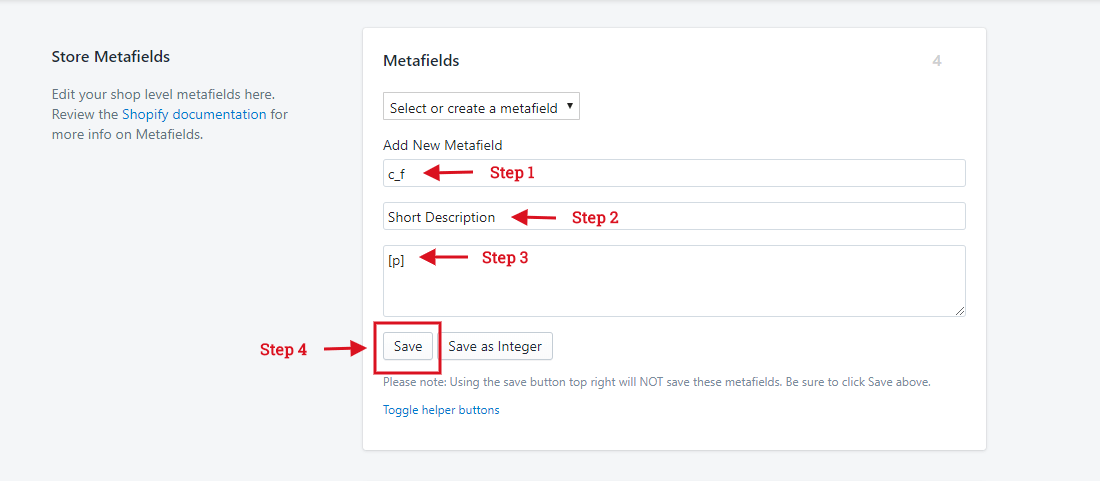 Store Metafields
Edit your shop level metafields here.
Review the Shopify documentation for
more info on Metafields.
Metafields 4
Select or create a metafield
Add New Metafield
c_f Step 1
Short Description Step 2
[p] Step 3
Step 4 Save Save as Integer
Please note: Using the save button top right will NOT save these metafields. Be sure to click Save above.
Toggle helper buttons